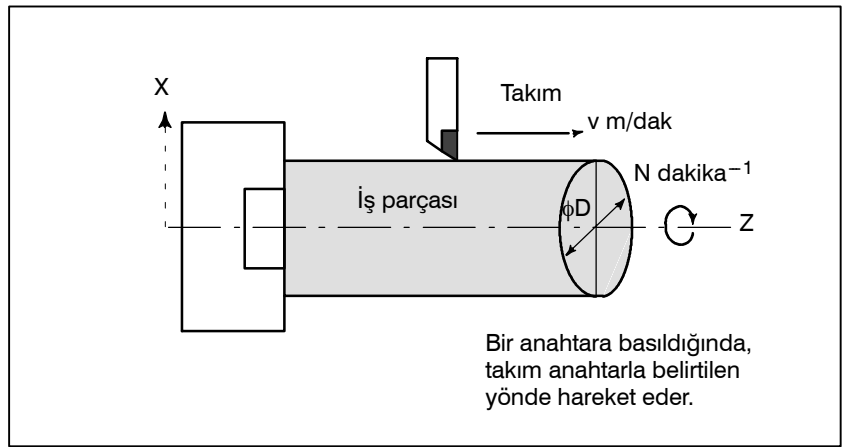 X
Takım
v m/dak
N dakika−1
İş parçası
ϕD
Z
Bir anahtara basıldığında,
takım anahtarla belirtilen
yönde hareket eder.